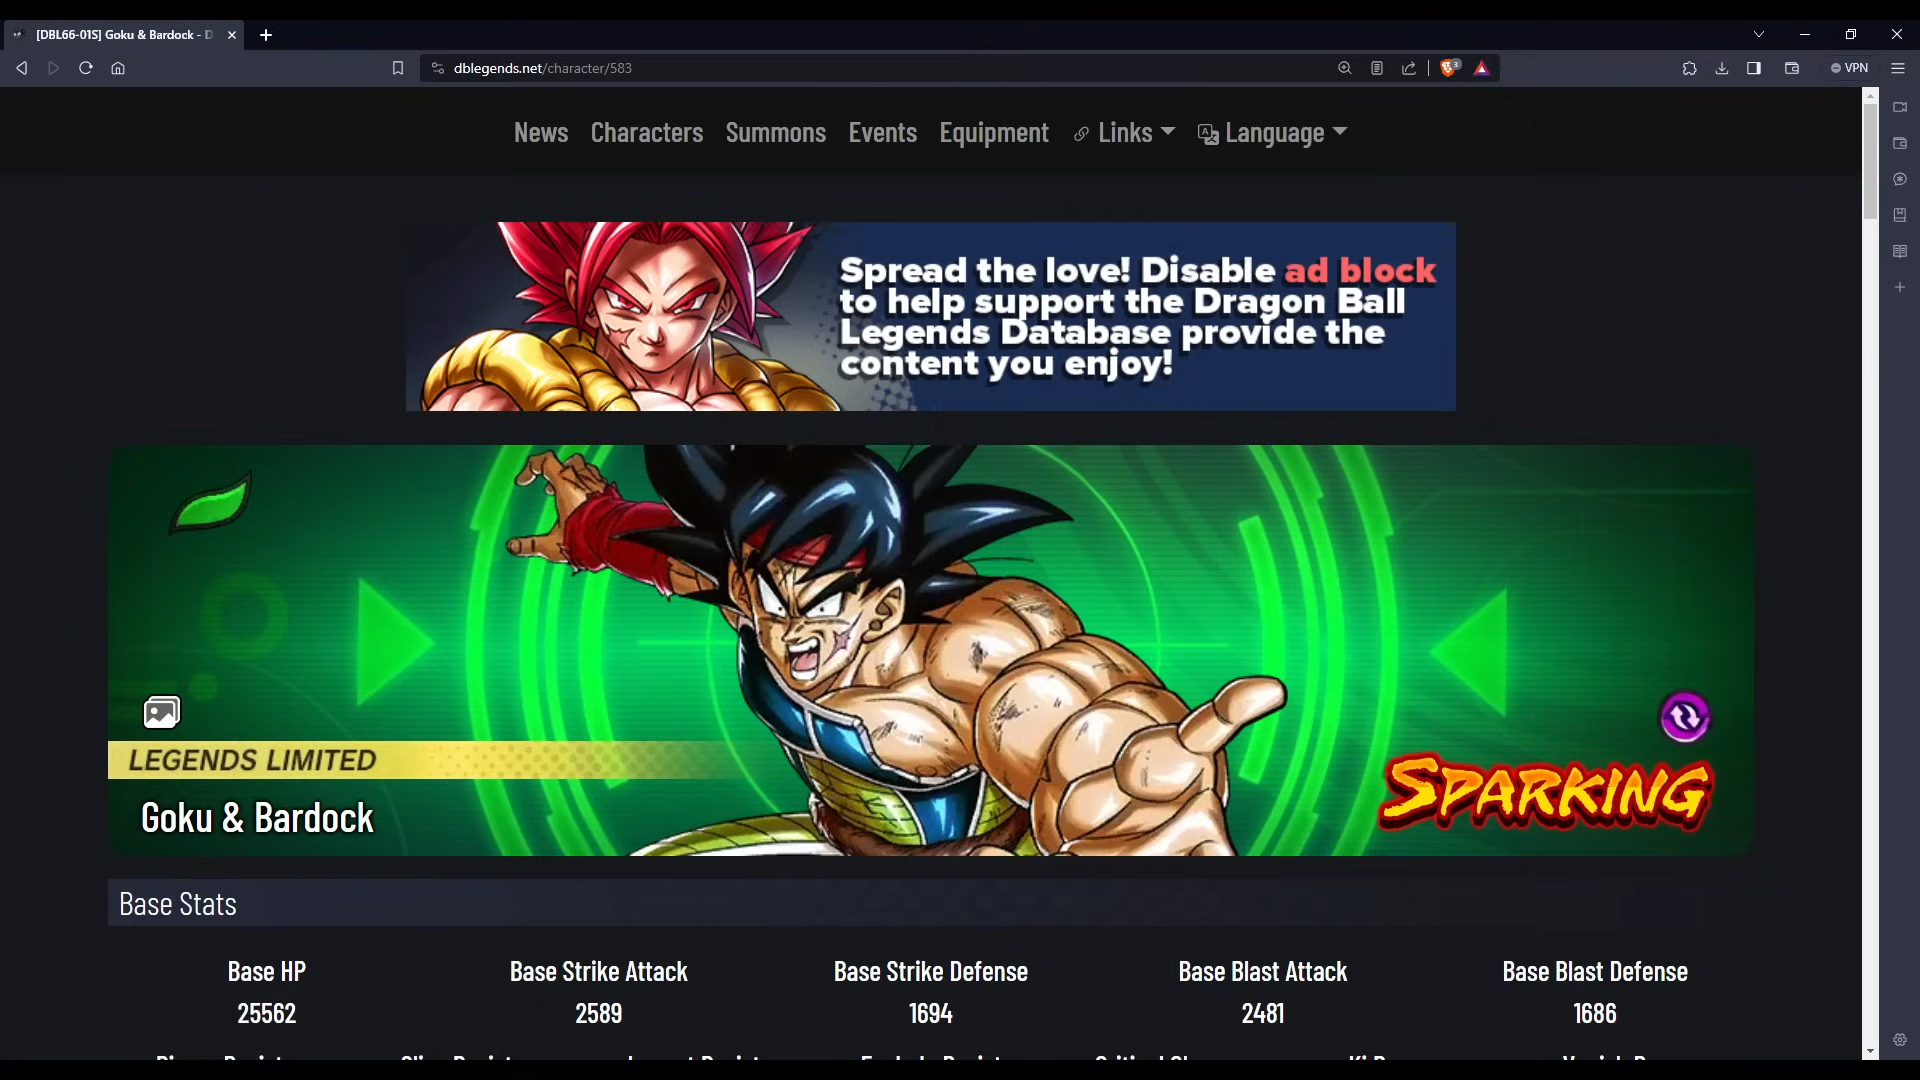 [DBL66-01S] Goku & Bardock - D
dblegends.net/character/583
3
VPN
News Characters Summons Events Equipment Links Language
Spread the love! Disable ad block
to help support the Dragon Ball
Legends Database provide the
content you enjoy!
LEGENDS LIMITED
Goku & Bardock
SPARKING
Base Stats
Base HP Base Strike Attack Base Strike Defense Base Blast Attack Base Blast Defense
25562 2589 1694 2481 1686